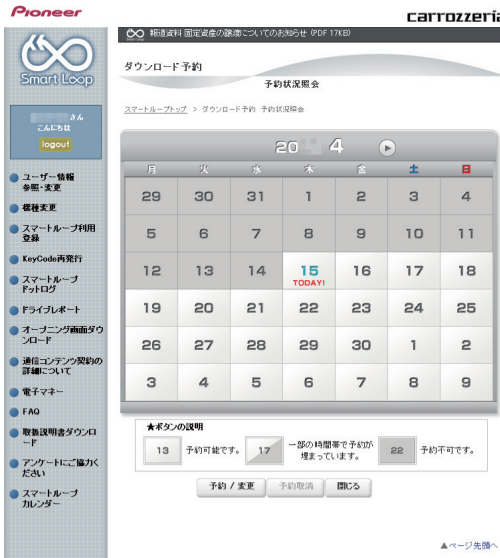 Pioneer
carrozzeria
Smart Loop
報道資料 固定資産の譲渡についてのお知らせ (PDF 17KB)
ダウンロード予約
予約状況照会
スマートループトップ > ダウンロード予約 予約状況照会
さん
こんにちは
logout
ユーザー情報
参照・変更
機種変更
スマートループ利用
登録
KeyCode再発行
スマートループ
ドットログ
ドライブレポート
オープニング画面ダウ
ンロード
通信コンテンツ契約の
詳細について
電子マネー
FAQ
取扱説明書ダウンロ
ード
アンケートにご協力く
ださい
スマートループ
カレンダー
20 4
月 火 水 木 金 土 日
29 30 31 1 2 3 4
5 6 7 8 9 10 11
12 13 14 15 16 17 18
TODAY!
19 20 21 22 23 24 25
26 27 28 29 30 1 2
3 4 5 6 7 8 9
★ボタンの説明
13 予約可能です。 17 一部の時間帯で予約が
埋まっています。 22 予約不可です。
予約 / 変更 予約取消 閉じる
▲ページ先頭へ